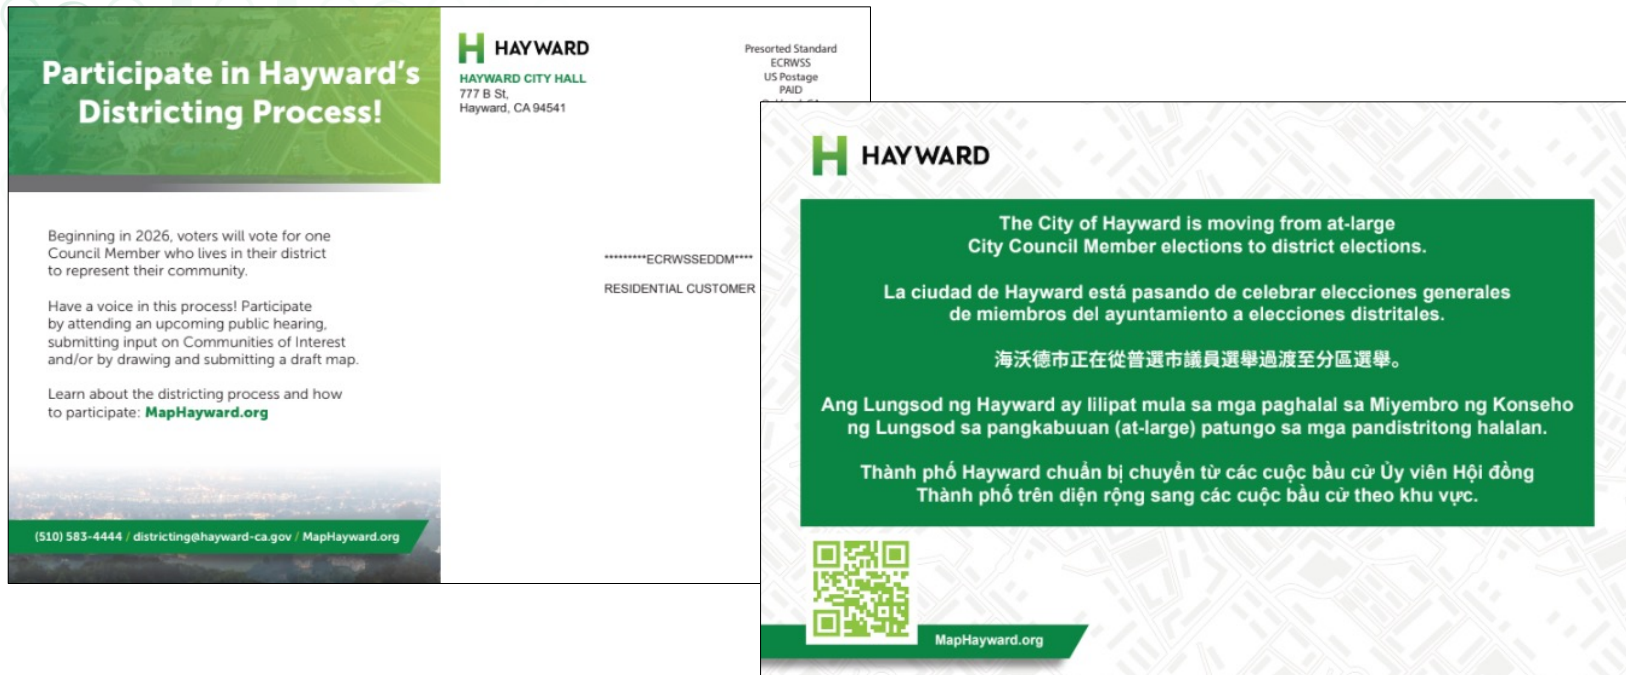 Participate in Hayward's
Districting Process!
Beginning in 2026, voters will vote for one
Council Member who lives in their district
to represent their community.
Have a voice in this process! Participate
by attending an upcoming public hearing,
submitting input on Communities of Interest
and/or by drawing and submitting a draft map.
Learn about the districting process and how
to participate: MapHayward.org
(510) 583-4444 / districting@hayward-ca.gov / MapHayward.org
H HAYWARD
HAYWARD CITY HALL
777 B St,
Hayward, CA 94541
Presorted Standard
ECRWSS
US Postage
PAID
*********ECRWSSEDDM****
RESIDENTIAL CUSTOMER
H HAYWARD
The City of Hayward is moving from at-large
City Council Member elections to district elections.
La ciudad de Hayward está pasando de celebrar elecciones generales
de miembros del ayuntamiento a elecciones distritales.
海沃德市正在從普選市議員選舉過渡至分區選舉。
Ang Lungsod ng Hayward ay lilipat mula sa mga paghalal sa Miyembro ng Konseho
ng Lungsod sa pangkabuuan (at-large) patungo sa mga pandistritong halalan.
Thành phố Hayward chuẩn bị chuyển từ các cuộc bầu cử Ủy viên Hội đồng
Thành phố trên diện rộng sang các cuộc bầu cử theo khu vực.
MapHayward.org